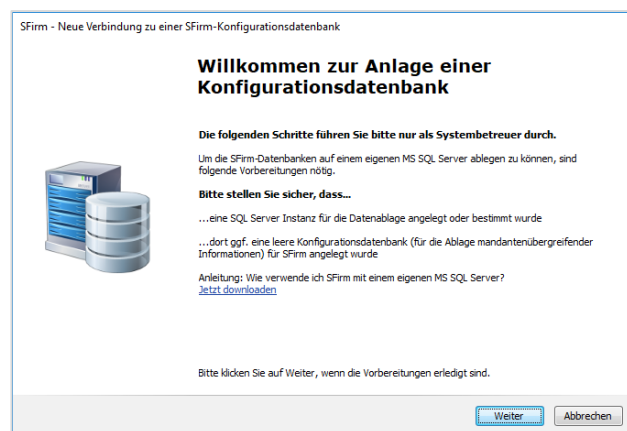 SFirm - Neue Verbindung zu einer SFirm-Konfigurationsdatenbank
Willkommen zur Anlage einer
Konfigurationsdatenbank
Die folgenden Schritte führen Sie bitte nur als Systembetreuer durch.
Um die SFirm-Datenbanken auf einem eigenen MS SQL Server ablegen zu können, sind
folgende Vorbereitungen nötig.
Bitte stellen Sie sicher, dass...
...eine SQL Server Instanz für die Datenablage angelegt oder bestimmt wurde
...dort ggf. eine leere Konfigurationsdatenbank (für die Ablage mandantenübergreifender
Informationen) für SFirm angelegt wurde
Anleitung: Wie verwende ich SFirm mit einem eigenen MS SQL Server?
Jetzt downloaden
Bitte klicken Sie auf Weiter, wenn die Vorbereitungen erledigt sind.
Weiter Abbrechen